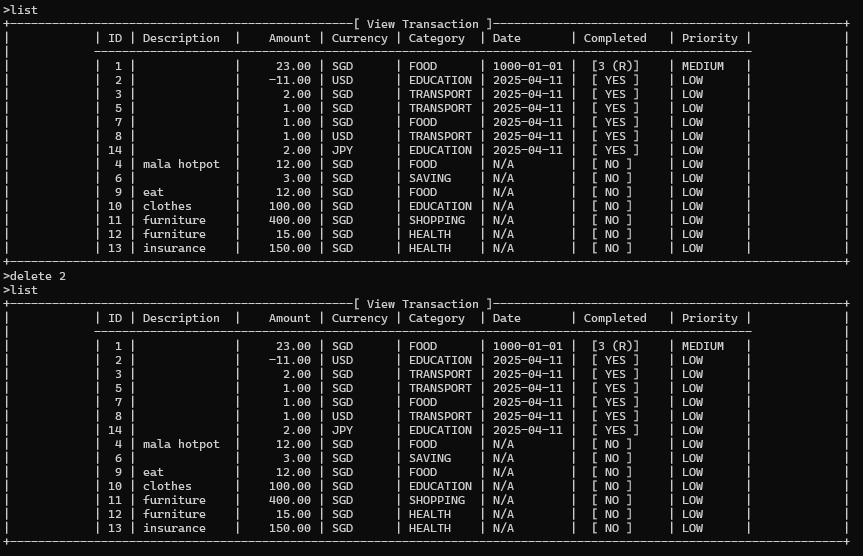 >list
[ View Transaction ]
| ID | Description | Amount | Currency | Category | Date | Completed | Priority |
| 1 | | 23.00 | SGD | FOOD | 1000-01-01 | [3 (R)] | MEDIUM |
| 2 | | -11.00 | USD | EDUCATION | 2025-04-11 | [ YES ] | LOW |
| 3 | | 2.00 | SGD | TRANSPORT | 2025-04-11 | [ YES ] | LOW |
| 5 | | 1.00 | SGD | TRANSPORT | 2025-04-11 | [ YES ] | LOW |
| 7 | | 1.00 | SGD | FOOD | 2025-04-11 | [ YES ] | LOW |
| 8 | | 1.00 | USD | TRANSPORT | 2025-04-11 | [ YES ] | LOW |
| 14 | | 2.00 | JPY | EDUCATION | 2025-04-11 | [ YES ] | LOW |
| 4 | mala hotpot | 12.00 | SGD | FOOD | N/A | [ NO ] | LOW |
| 6 | | 3.00 | SGD | SAVING | N/A | [ NO ] | LOW |
| 9 | eat | 12.00 | SGD | FOOD | N/A | [ NO ] | LOW |
| 10 | clothes | 100.00 | SGD | EDUCATION | N/A | [ NO ] | LOW |
| 11 | furniture | 400.00 | SGD | SHOPPING | N/A | [ NO ] | LOW |
| 12 | furniture | 15.00 | SGD | HEALTH | N/A | [ NO ] | LOW |
| 13 | insurance | 150.00 | SGD | HEALTH | N/A | [ NO ] | LOW |
>delete 2
>list
[ View Transaction ]
| ID | Description | Amount | Currency | Category | Date | Completed | Priority |
| 1 | | 23.00 | SGD | FOOD | 1000-01-01 | [3 (R)] | MEDIUM |
| 2 | | -11.00 | USD | EDUCATION | 2025-04-11 | [ YES ] | LOW |
| 3 | | 2.00 | SGD | TRANSPORT | 2025-04-11 | [ YES ] | LOW |
| 5 | | 1.00 | SGD | TRANSPORT | 2025-04-11 | [ YES ] | LOW |
| 7 | | 1.00 | SGD | FOOD | 2025-04-11 | [ YES ] | LOW |
| 8 | | 1.00 | USD | TRANSPORT | 2025-04-11 | [ YES ] | LOW |
| 14 | | 2.00 | JPY | EDUCATION | 2025-04-11 | [ YES ] | LOW |
| 4 | mala hotpot | 12.00 | SGD | FOOD | N/A | [ NO ] | LOW |
| 6 | | 3.00 | SGD | SAVING | N/A | [ NO ] | LOW |
| 9 | eat | 12.00 | SGD | FOOD | N/A | [ NO ] | LOW |
| 10 | clothes | 100.00 | SGD | EDUCATION | N/A | [ NO ] | LOW |
| 11 | furniture | 400.00 | SGD | SHOPPING | N/A | [ NO ] | LOW |
| 12 | furniture | 15.00 | SGD | HEALTH | N/A | [ NO ] | LOW |
| 13 | insurance | 150.00 | SGD | HEALTH | N/A | [ NO ] | LOW |